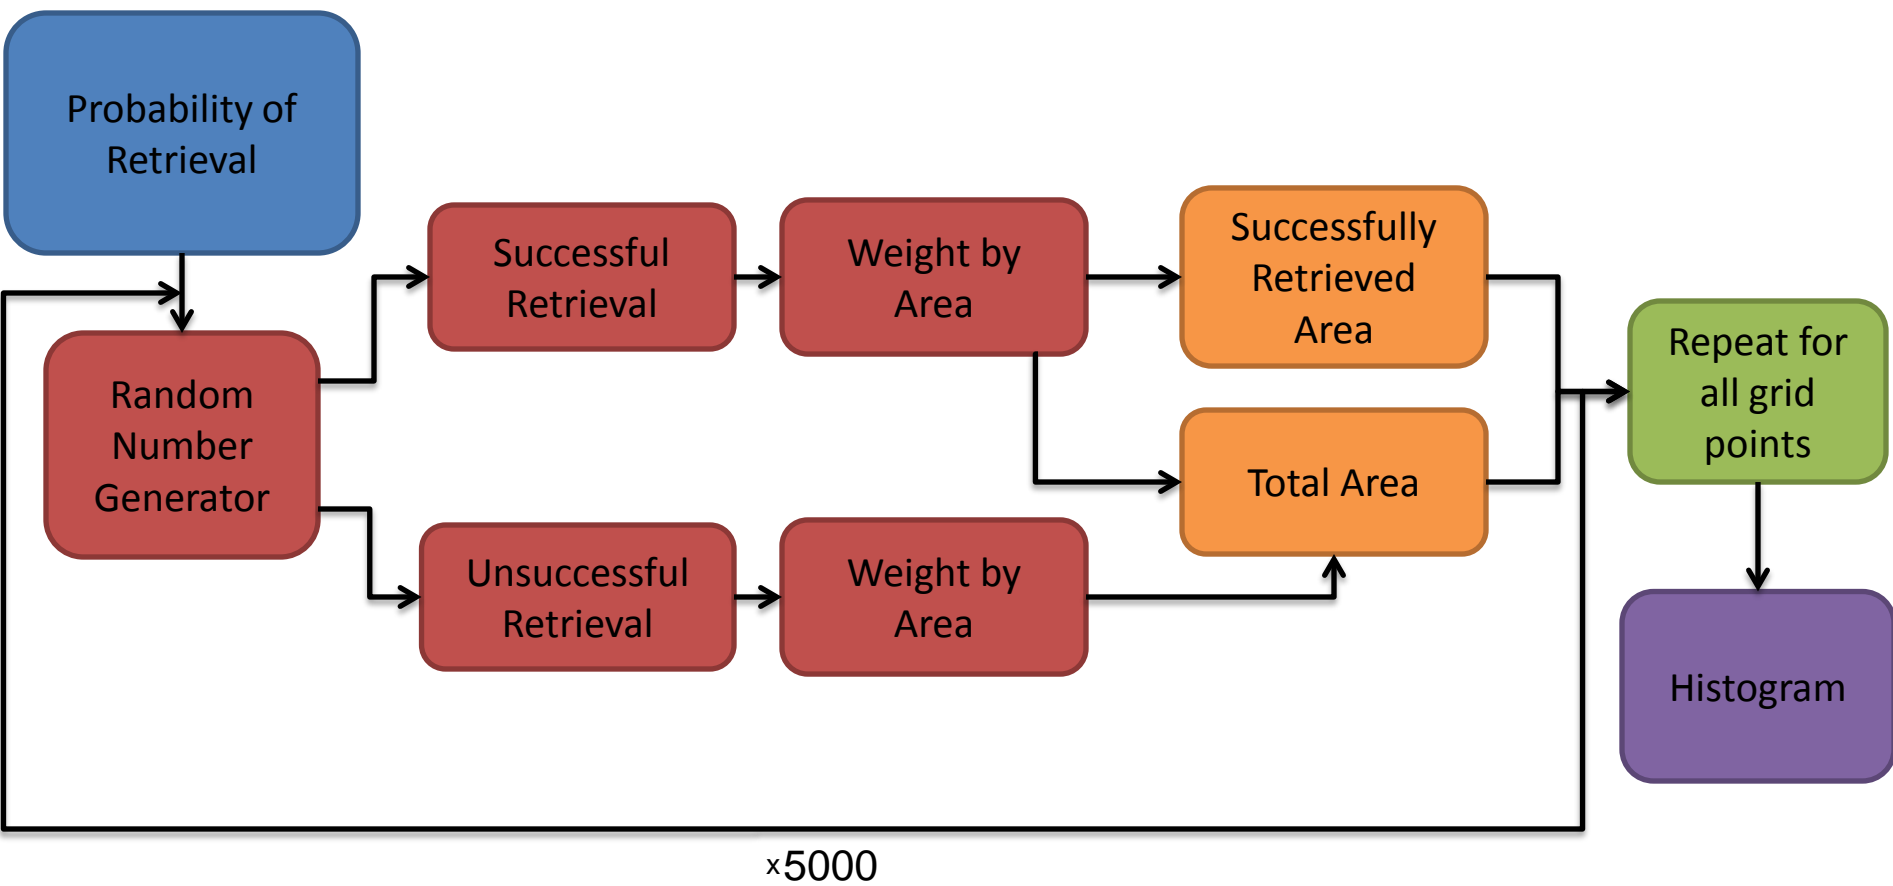 Probability of
Retrieval
Random
Number
Generator
Successful
Retrieval
Weight by
Area
Successfully
Retrieved
Area
Unsuccessful
Retrieval
Weight by
Area
Total Area
Repeat for
all grid
points
Histogram
x5000